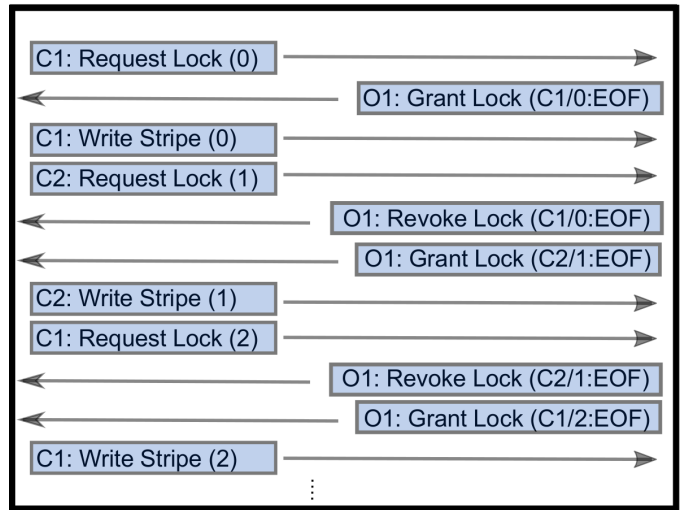 C1: Request Lock (0)
O1: Grant Lock (C1/0:EOF)
C1: Write Stripe (0)
C2: Request Lock (1)
O1: Revoke Lock (C1/0:EOF)
O1: Grant Lock (C2/1:EOF)
C2: Write Stripe (1)
C1: Request Lock (2)
O1: Revoke Lock (C2/1:EOF)
O1: Grant Lock (C1/2:EOF)
C1: Write Stripe (2)